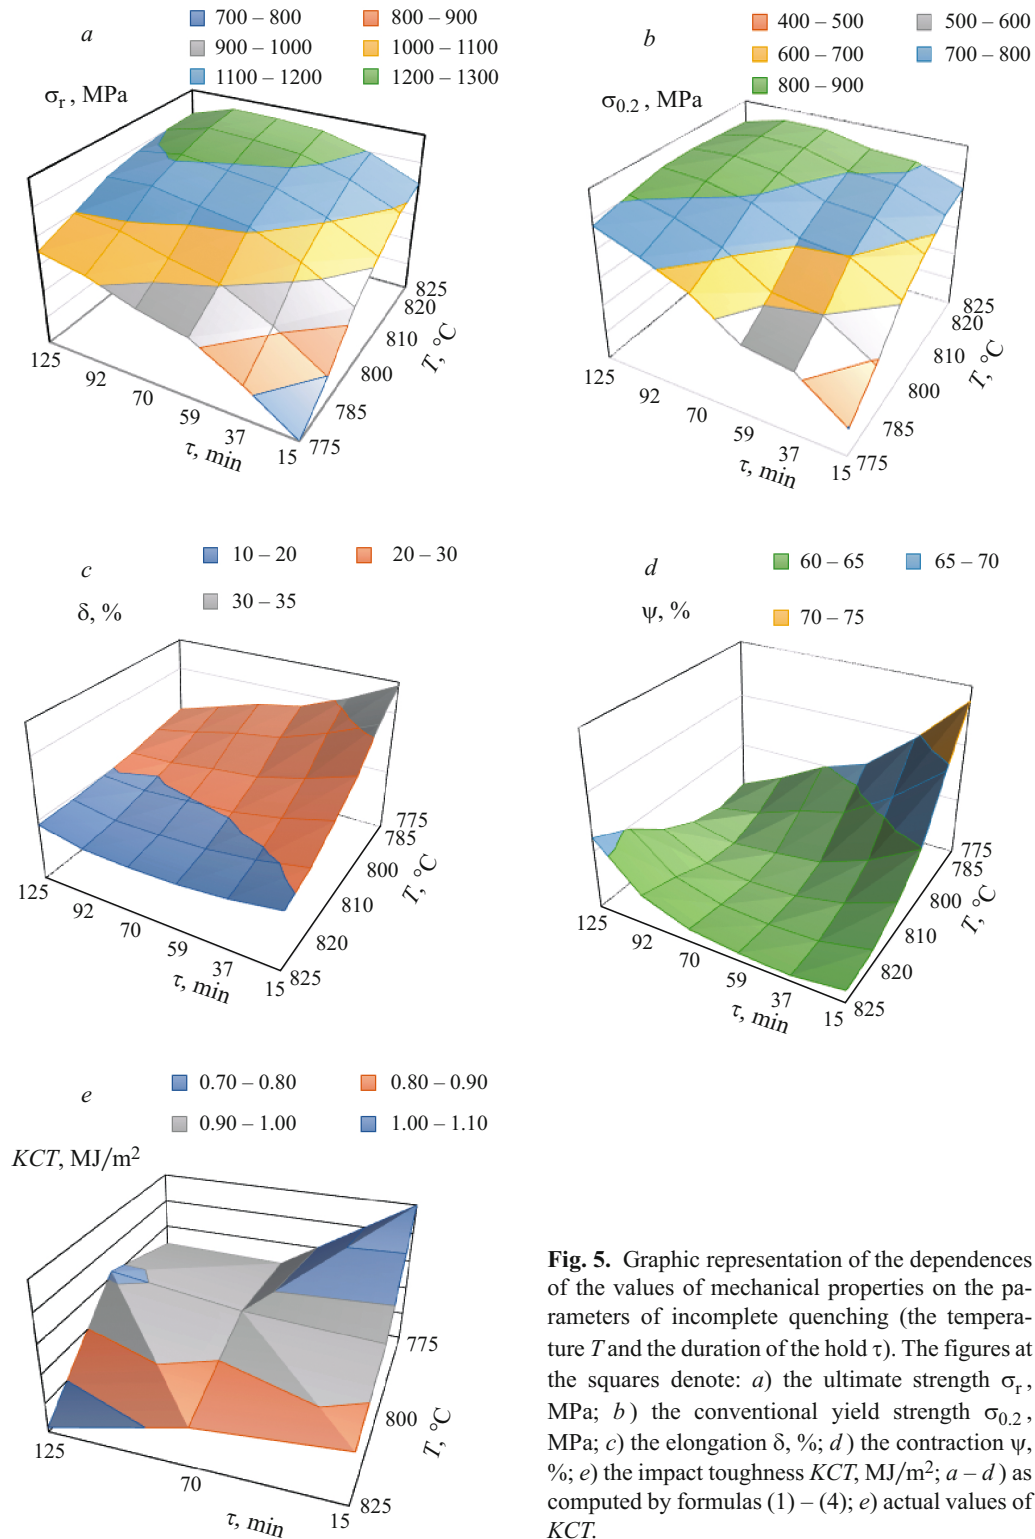 a
700 – 800
800 – 900
900 – 1000
1000 – 1100
1100 – 1200
1200 – 1300
σr , MPa
825
820
810
800
785
775
T, °C
125
92
70
59
37
15
τ, min
b
400 – 500
500 – 600
600 – 700
700 – 800
800 – 900
σ0.2 , MPa
825
820
810
800
785
775
T, °C
125
92
70
59
37
15
τ, min
c
10 – 20
20 – 30
30 – 35
δ, %
775
785
800
810
820
825
T, °C
125
92
70
59
37
15
τ, min
d
60 – 65
65 – 70
70 – 75
ψ, %
775
785
800
810
820
825
T, °C
125
92
70
59
37
15
τ, min
e
0.70 – 0.80
0.80 – 0.90
0.90 – 1.00
1.00 – 1.10
KCT, MJ/m²
775
800
825
T, °C
125
70
15
τ, min
Fig. 5. Graphic representation of the dependences
of the values of mechanical properties on the pa-
rameters of incomplete quenching (the tempera-
ture T and the duration of the hold τ). The figures at
the squares denote: a) the ultimate strength σr ,
MPa; b ) the conventional yield strength σ0.2 ,
MPa; c) the elongation δ, %; d ) the contraction ψ,
%; e) the impact toughness KCT, MJ/m²; a – d ) as
computed by formulas (1) – (4); e) actual values of
KCT.